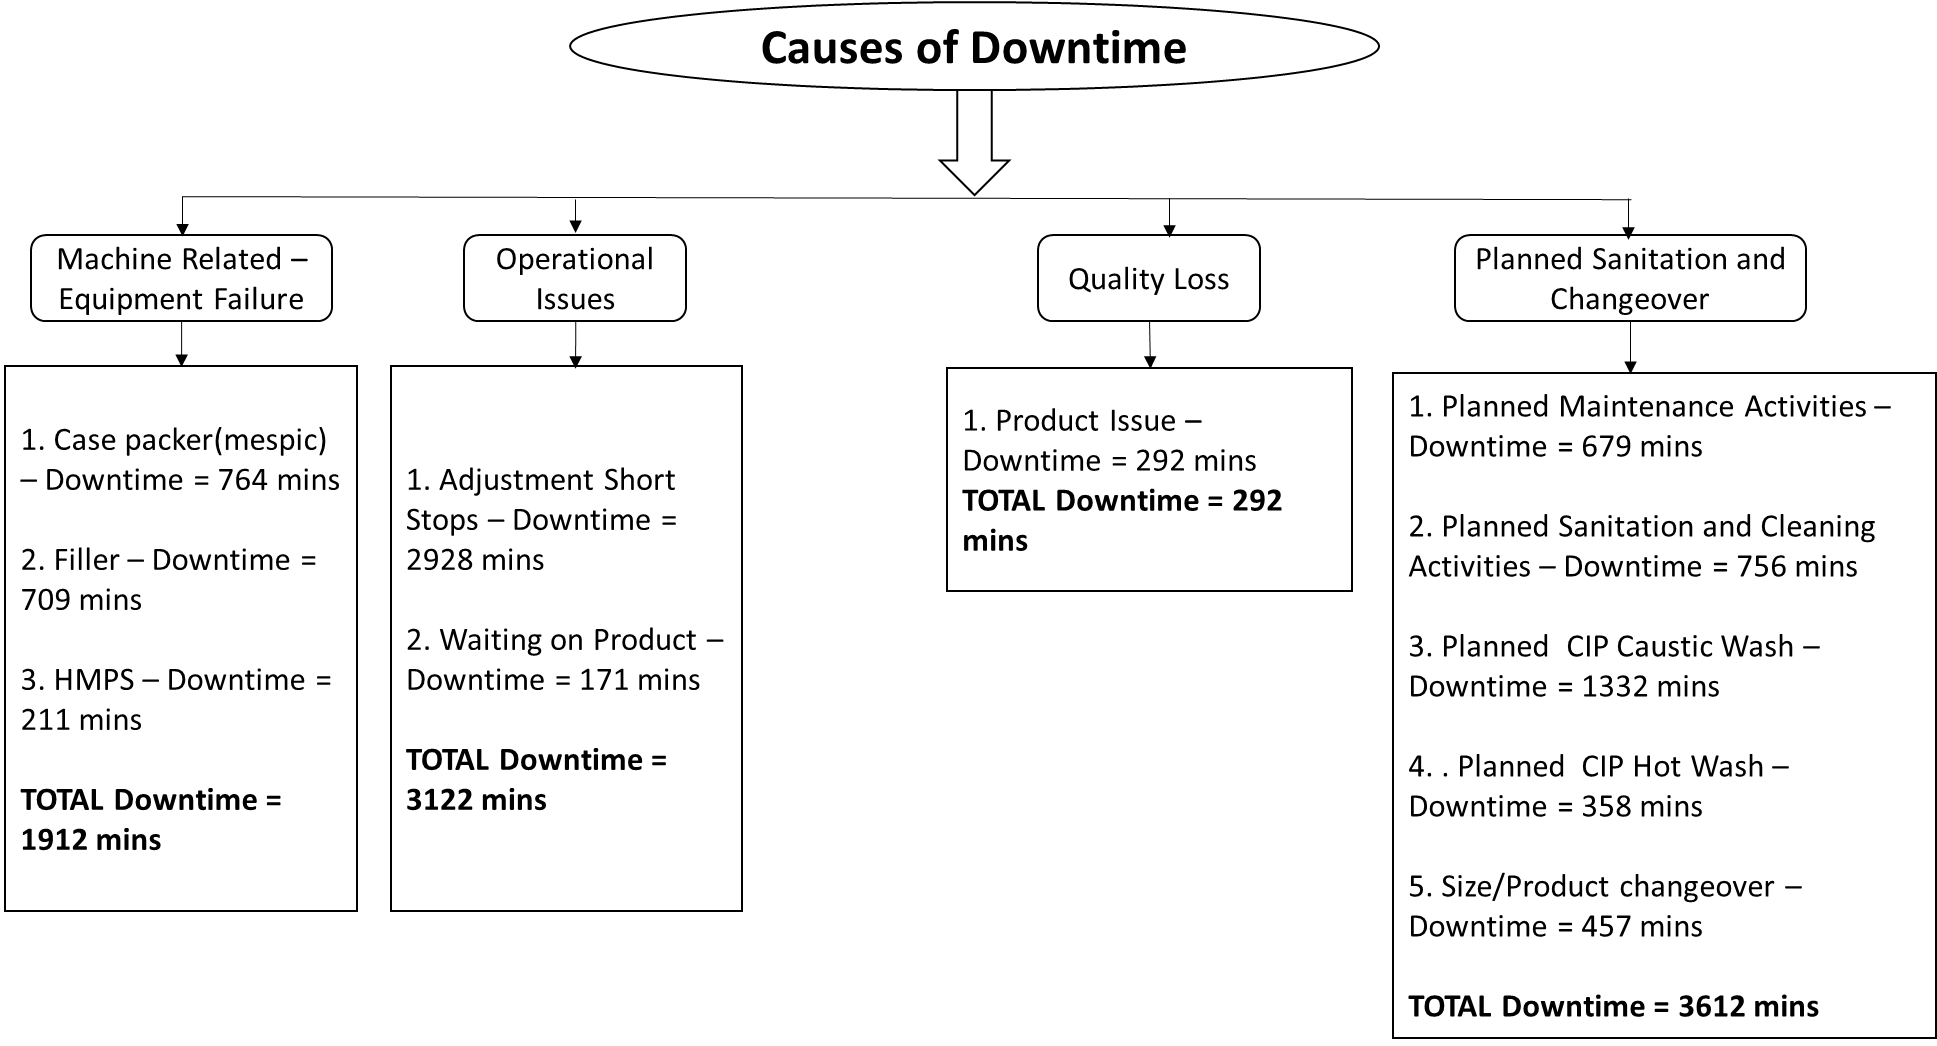 Causes of Downtime
Machine Related –
Equipment Failure
Operational
Issues
Quality Loss
Planned Sanitation and
Changeover
1. Case packer(mespic)
– Downtime = 764 mins
2. Filler – Downtime =
709 mins
3. HMPS – Downtime =
211 mins
TOTAL Downtime =
1912 mins
1. Adjustment Short
Stops – Downtime =
2928 mins
2. Waiting on Product –
Downtime = 171 mins
TOTAL Downtime =
3122 mins
1. Product Issue –
Downtime = 292 mins
TOTAL Downtime = 292
mins
1. Planned Maintenance Activities –
Downtime = 679 mins
2. Planned Sanitation and Cleaning
Activities – Downtime = 756 mins
3. Planned  CIP Caustic Wash –
Downtime = 1332 mins
4. . Planned  CIP Hot Wash –
Downtime = 358 mins
5. Size/Product changeover –
Downtime = 457 mins
TOTAL Downtime = 3612 mins